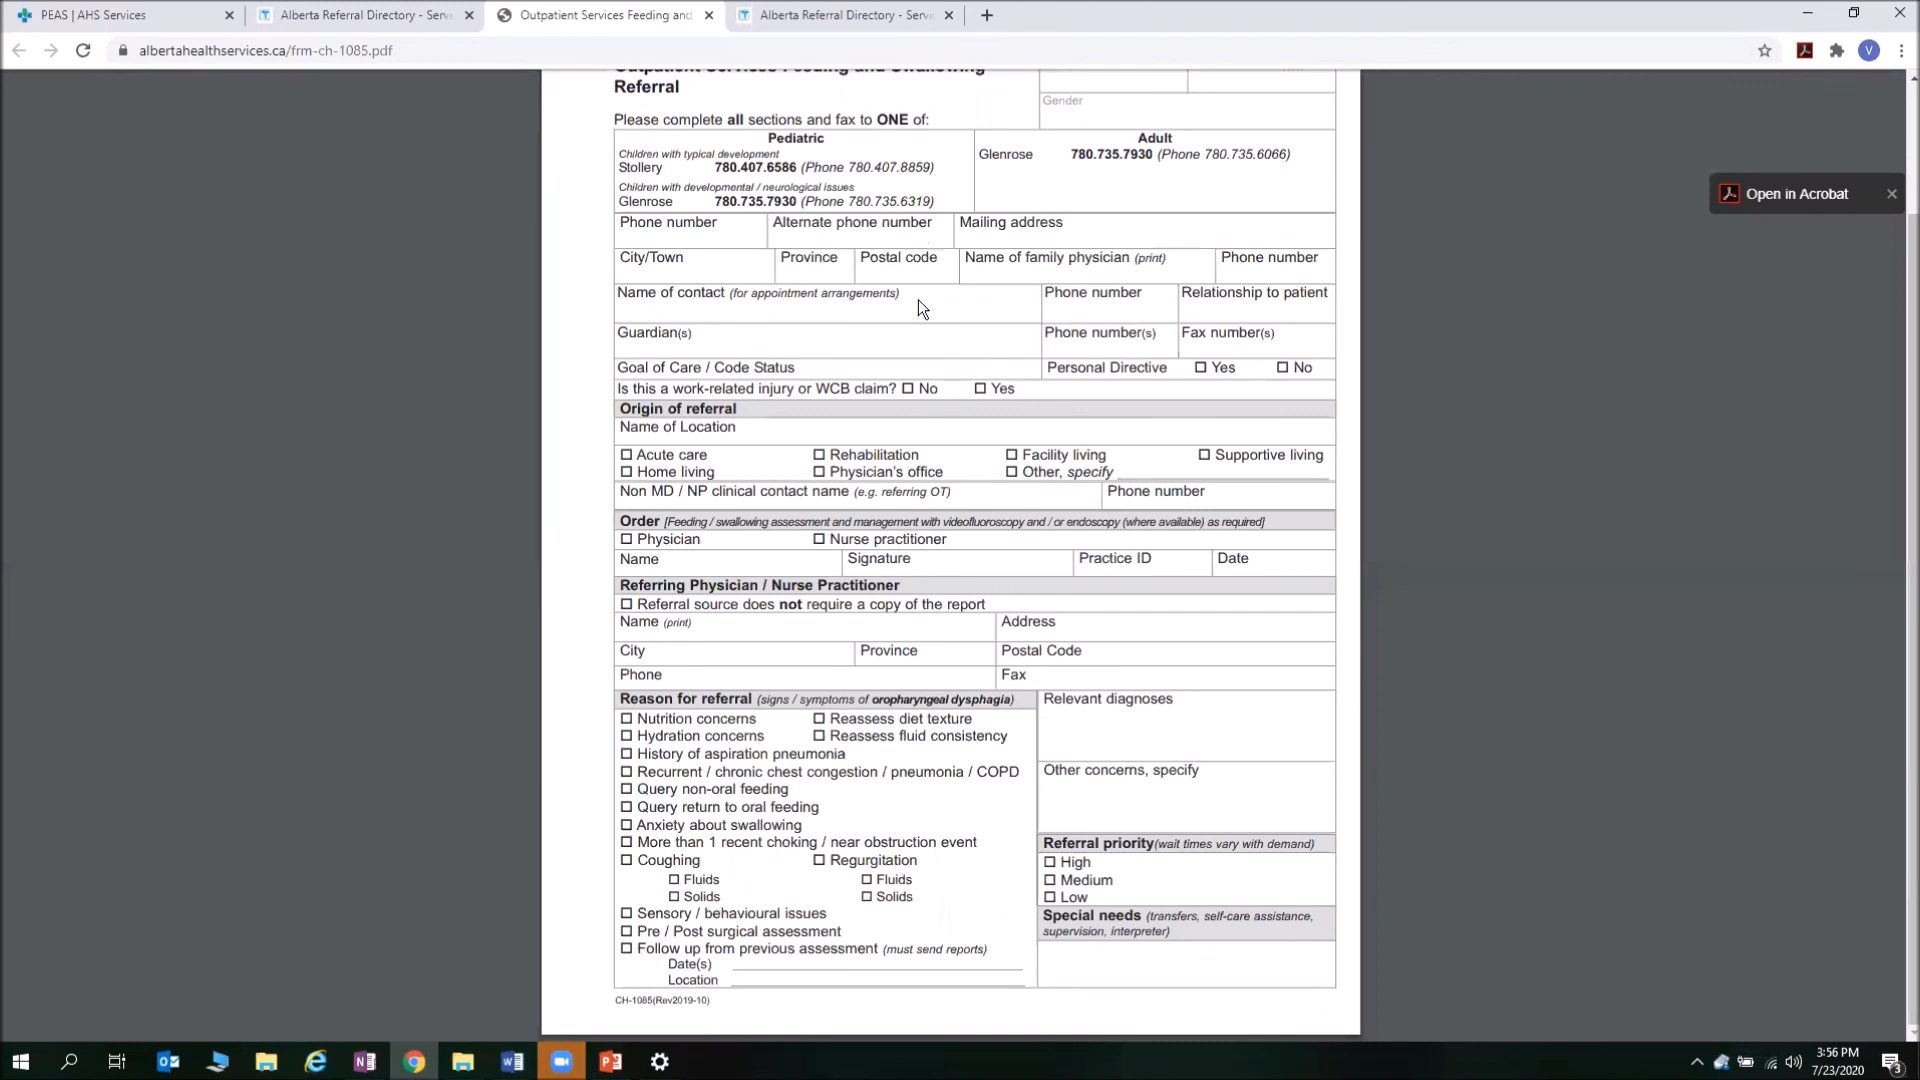 PEAS | AHS Services
Alberta Referral Directory - Servi
Outpatient Services Feeding and
Alberta Referral Directory - Servi
albertahealthservices.ca/frm-ch-1085.pdf
V
Open in Acrobat
Outpatient Services Feeding and Swallowing
Referral
Gender
Please complete all sections and fax to ONE of:
Pediatric
Children with typical development
Stollery 780.407.6586 (Phone 780.407.8859)
Children with developmental / neurological issues
Glenrose 780.735.7930 (Phone 780.735.6319)
Adult
Glenrose 780.735.7930 (Phone 780.735.6066)
Phone number Alternate phone number Mailing address
City/Town Province Postal code Name of family physician (print) Phone number
Name of contact (for appointment arrangements) Phone number Relationship to patient
Guardian(s) Phone number(s) Fax number(s)
Goal of Care / Code Status Personal Directive Yes No
Is this a work-related injury or WCB claim? No Yes
Origin of referral
Name of Location
Acute care Rehabilitation Facility living Supportive living
Home living Physician's office Other, specify
Non MD / NP clinical contact name (e.g. referring OT) Phone number
Order [Feeding / swallowing assessment and management with videofluoroscopy and / or endoscopy (where available) as required]
Physician Nurse practitioner
Name Signature Practice ID Date
Referring Physician / Nurse Practitioner
Referral source does not require a copy of the report
Name (print) Address
City Province Postal Code
Phone Fax
Reason for referral (signs / symptoms of oropharyngeal dysphagia)
Nutrition concerns Reassess diet texture
Hydration concerns Reassess fluid consistency
History of aspiration pneumonia
Recurrent / chronic chest congestion / pneumonia / COPD
Query non-oral feeding
Query return to oral feeding
Anxiety about swallowing
More than 1 recent choking / near obstruction event
Coughing Regurgitation
Fluids Fluids
Solids Solids
Sensory / behavioural issues
Pre / Post surgical assessment
Follow up from previous assessment (must send reports)
Date(s)
Location
Relevant diagnoses
Other concerns, specify
Referral priority(wait times vary with demand)
High
Medium
Low
Special needs (transfers, self-care assistance,
supervision, interpreter)
CH-1085(Rev2019-10)
3:56 PM
7/23/2020
3